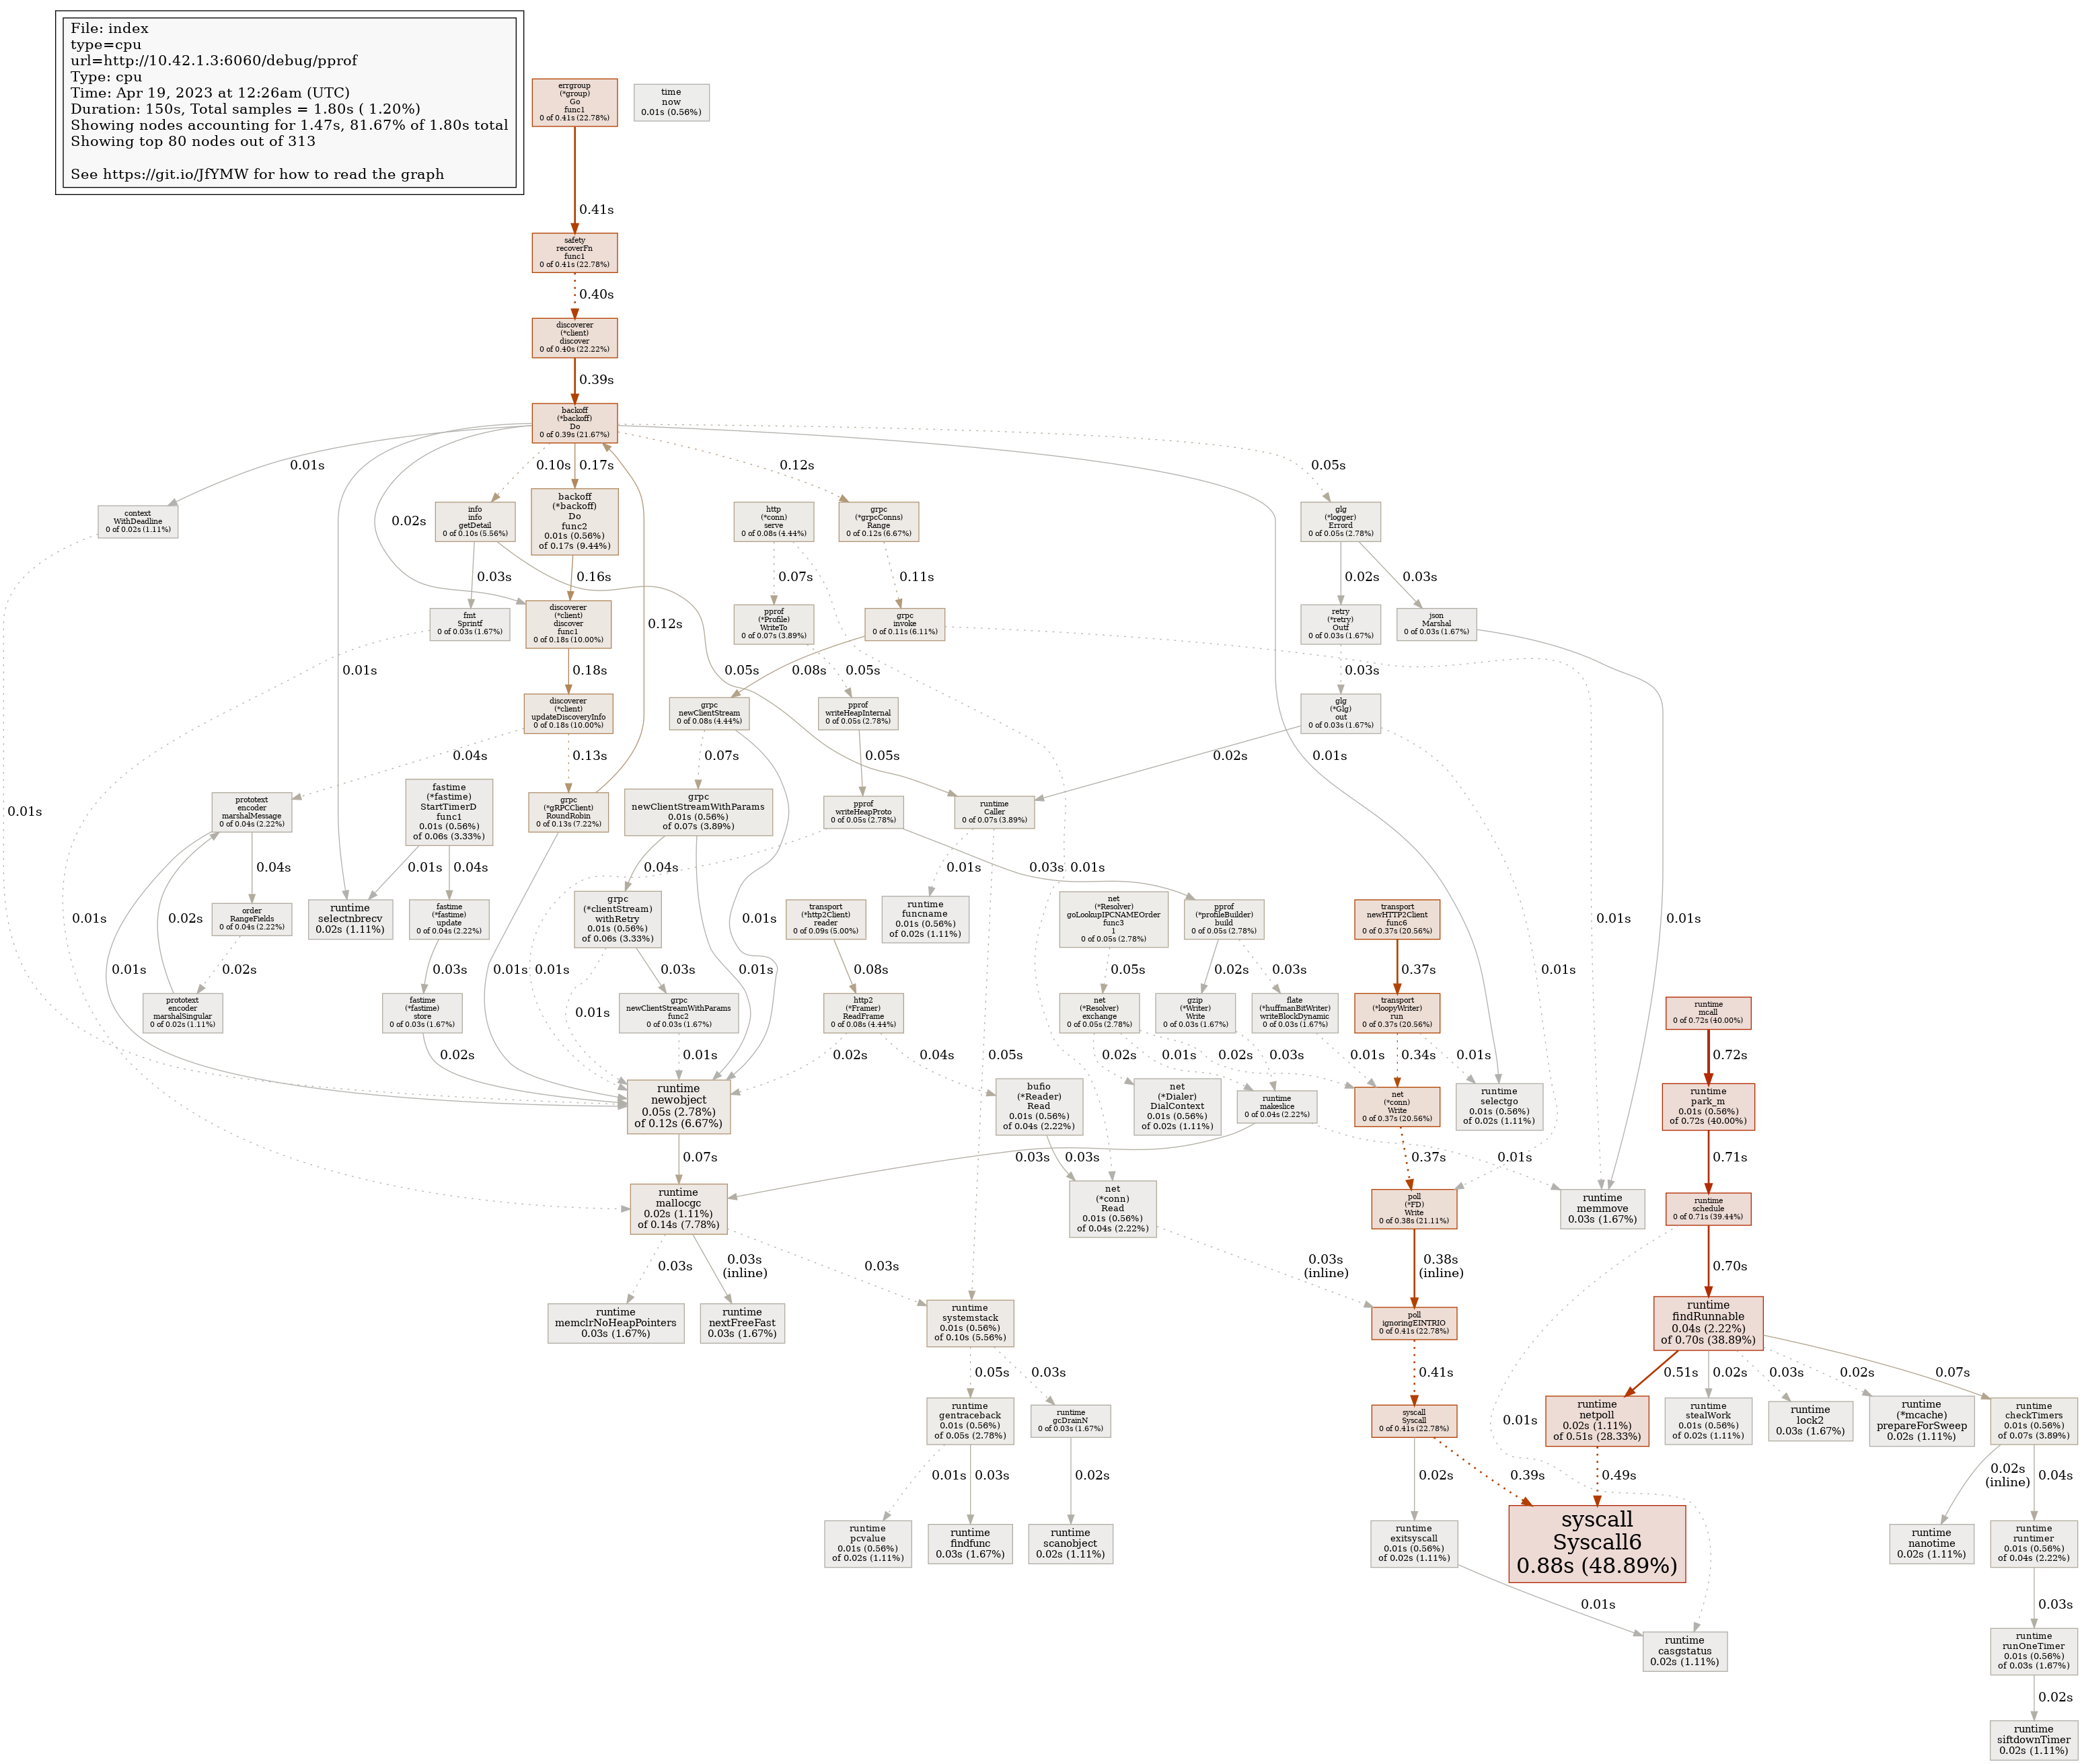 File: index
type=cpu
url=http://10.42.1.3:6060/debug/pprof
Type: cpu
Time: Apr 19, 2023 at 12:26am (UTC)
Duration: 150s, Total samples = 1.80s ( 1.20%)
Showing nodes accounting for 1.47s, 81.67% of 1.80s total
Showing top 80 nodes out of 313
See https://git.io/JfYMW for how to read the graph
errgroup
(*group)
Go
func1
0 of 0.41s (22.78%)
time
now
0.01s (0.56%)
0.41s
safety
recoverFn
func1
0 of 0.41s (22.78%)
0.40s
discoverer
(*client)
discover
0 of 0.40s (22.22%)
0.39s
backoff
(*backoff)
Do
0 of 0.39s (21.67%)
0.01s
0.10s
0.17s
0.12s
0.05s
context
WithDeadline
0 of 0.02s (1.11%)
0.02s
info
info
getDetail
0 of 0.10s (5.56%)
backoff
(*backoff)
Do
func2
0.01s (0.56%)
of 0.17s (9.44%)
http
(*conn)
serve
0 of 0.08s (4.44%)
grpc
(*grpcConns)
Range
0 of 0.12s (6.67%)
glg
(*logger)
Errord
0 of 0.05s (2.78%)
0.03s
0.16s
0.07s
0.11s
0.02s
0.03s
fmt
Sprintf
0 of 0.03s (1.67%)
discoverer
(*client)
discover
func1
0 of 0.18s (10.00%)
0.12s
pprof
(*Profile)
WriteTo
0 of 0.07s (3.89%)
grpc
invoke
0 of 0.11s (6.11%)
retry
(*retry)
Outf
0 of 0.03s (1.67%)
json
Marshal
0 of 0.03s (1.67%)
0.01s
0.18s
0.05s
0.08s
0.05s
0.03s
discoverer
(*client)
updateDiscoveryInfo
0 of 0.18s (10.00%)
grpc
newClientStream
0 of 0.08s (4.44%)
pprof
writeHeapInternal
0 of 0.05s (2.78%)
glg
(*Glg)
out
0 of 0.03s (1.67%)
0.04s
0.13s
0.07s
0.05s
0.02s
0.01s
0.01s
prototext
encoder
marshalMessage
0 of 0.04s (2.22%)
fastime
(*fastime)
StartTimerD
func1
0.01s (0.56%)
of 0.06s (3.33%)
grpc
(*gRPCClient)
RoundRobin
0 of 0.13s (7.22%)
grpc
newClientStreamWithParams
0.01s (0.56%)
of 0.07s (3.89%)
pprof
writeHeapProto
0 of 0.05s (2.78%)
runtime
Caller
0 of 0.07s (3.89%)
0.04s
0.01s
0.04s
0.04s
0.01s
0.03s
0.01s
0.01s
0.02s
order
RangeFields
0 of 0.04s (2.22%)
runtime
selectnbrecv
0.02s (1.11%)
fastime
(*fastime)
update
0 of 0.04s (2.22%)
grpc
(*clientStream)
withRetry
0.01s (0.56%)
of 0.06s (3.33%)
0.01s
transport
(*http2Client)
reader
0 of 0.09s (5.00%)
runtime
funcname
0.01s (0.56%)
of 0.02s (1.11%)
net
(*Resolver)
goLookupIPCNAMEOrder
func3
1
0 of 0.05s (2.78%)
pprof
(*profileBuilder)
build
0 of 0.05s (2.78%)
transport
newHTTP2Client
func6
0 of 0.37s (20.56%)
0.01s
0.01s
0.01s
0.02s
0.03s
0.01s
0.01s
0.03s
0.01s
0.08s
0.05s
0.02s
0.03s
0.37s
0.01s
prototext
encoder
marshalSingular
0 of 0.02s (1.11%)
fastime
(*fastime)
store
0 of 0.03s (1.67%)
0.01s
grpc
newClientStreamWithParams
func2
0 of 0.03s (1.67%)
http2
(*Framer)
ReadFrame
0 of 0.08s (4.44%)
net
(*Resolver)
exchange
0 of 0.05s (2.78%)
gzip
(*Writer)
Write
0 of 0.03s (1.67%)
flate
(*huffmanBitWriter)
writeBlockDynamic
0 of 0.03s (1.67%)
transport
(*loopyWriter)
run
0 of 0.37s (20.56%)
runtime
mcall
0 of 0.72s (40.00%)
0.02s
0.01s
0.02s
0.04s
0.05s
0.02s
0.01s
0.02s
0.03s
0.01s
0.34s
0.01s
0.72s
runtime
newobject
0.05s (2.78%)
of 0.12s (6.67%)
bufio
(*Reader)
Read
0.01s (0.56%)
of 0.04s (2.22%)
net
(*Dialer)
DialContext
0.01s (0.56%)
of 0.02s (1.11%)
runtime
makeslice
0 of 0.04s (2.22%)
net
(*conn)
Write
0 of 0.37s (20.56%)
runtime
selectgo
0.01s (0.56%)
of 0.02s (1.11%)
runtime
park_m
0.01s (0.56%)
of 0.72s (40.00%)
0.07s
0.03s
0.03s
0.37s
0.01s
0.71s
runtime
mallocgc
0.02s (1.11%)
of 0.14s (7.78%)
net
(*conn)
Read
0.01s (0.56%)
of 0.04s (2.22%)
poll
(*FD)
Write
0 of 0.38s (21.11%)
runtime
memmove
0.03s (1.67%)
runtime
schedule
0 of 0.71s (39.44%)
0.03s
0.03s
(inline)
0.03s
0.03s
(inline)
0.38s
(inline)
0.70s
runtime
memclrNoHeapPointers
0.03s (1.67%)
runtime
nextFreeFast
0.03s (1.67%)
runtime
systemstack
0.01s (0.56%)
of 0.10s (5.56%)
poll
ignoringEINTRIO
0 of 0.41s (22.78%)
runtime
findRunnable
0.04s (2.22%)
of 0.70s (38.89%)
0.05s
0.03s
0.41s
0.01s
0.51s
0.02s
0.03s
0.02s
0.07s
runtime
gentraceback
0.01s (0.56%)
of 0.05s (2.78%)
runtime
gcDrainN
0 of 0.03s (1.67%)
syscall
Syscall
0 of 0.41s (22.78%)
runtime
netpoll
0.02s (1.11%)
of 0.51s (28.33%)
runtime
stealWork
0.01s (0.56%)
of 0.02s (1.11%)
runtime
lock2
0.03s (1.67%)
runtime
(*mcache)
prepareForSweep
0.02s (1.11%)
runtime
checkTimers
0.01s (0.56%)
of 0.07s (3.89%)
0.01s
0.03s
0.02s
0.02s
0.39s
0.49s
0.02s
(inline)
0.04s
runtime
pcvalue
0.01s (0.56%)
of 0.02s (1.11%)
runtime
findfunc
0.03s (1.67%)
runtime
scanobject
0.02s (1.11%)
runtime
exitsyscall
0.01s (0.56%)
of 0.02s (1.11%)
syscall
Syscall6
0.88s (48.89%)
runtime
nanotime
0.02s (1.11%)
runtime
runtimer
0.01s (0.56%)
of 0.04s (2.22%)
0.01s
0.03s
runtime
casgstatus
0.02s (1.11%)
runtime
runOneTimer
0.01s (0.56%)
of 0.03s (1.67%)
0.02s
runtime
siftdownTimer
0.02s (1.11%)